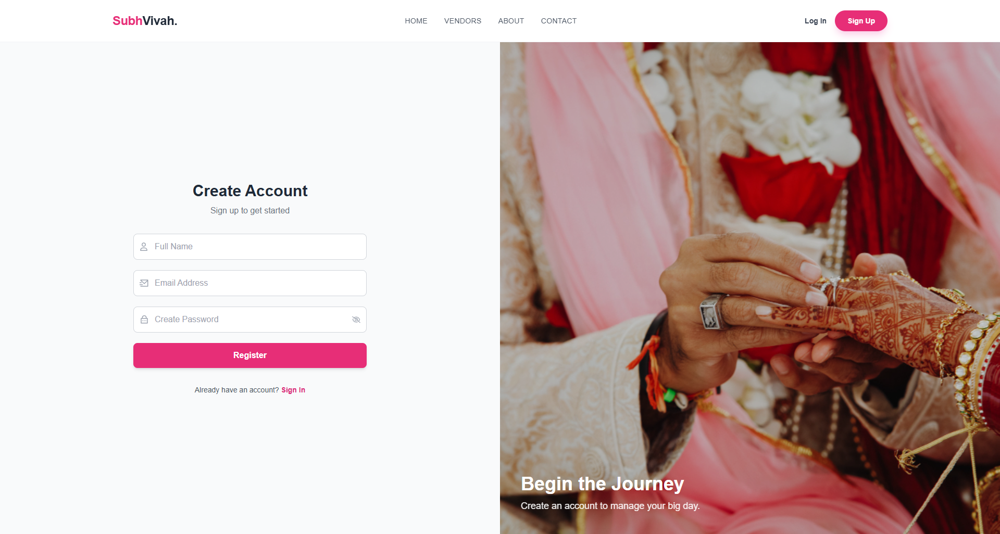 SubhVivah.
HOME VENDORS ABOUT CONTACT
Log In
Sign Up
Create Account
Sign up to get started
Full Name
Email Address
Create Password
Register
Already have an account? Sign In
Begin the Journey
Create an account to manage your big day.